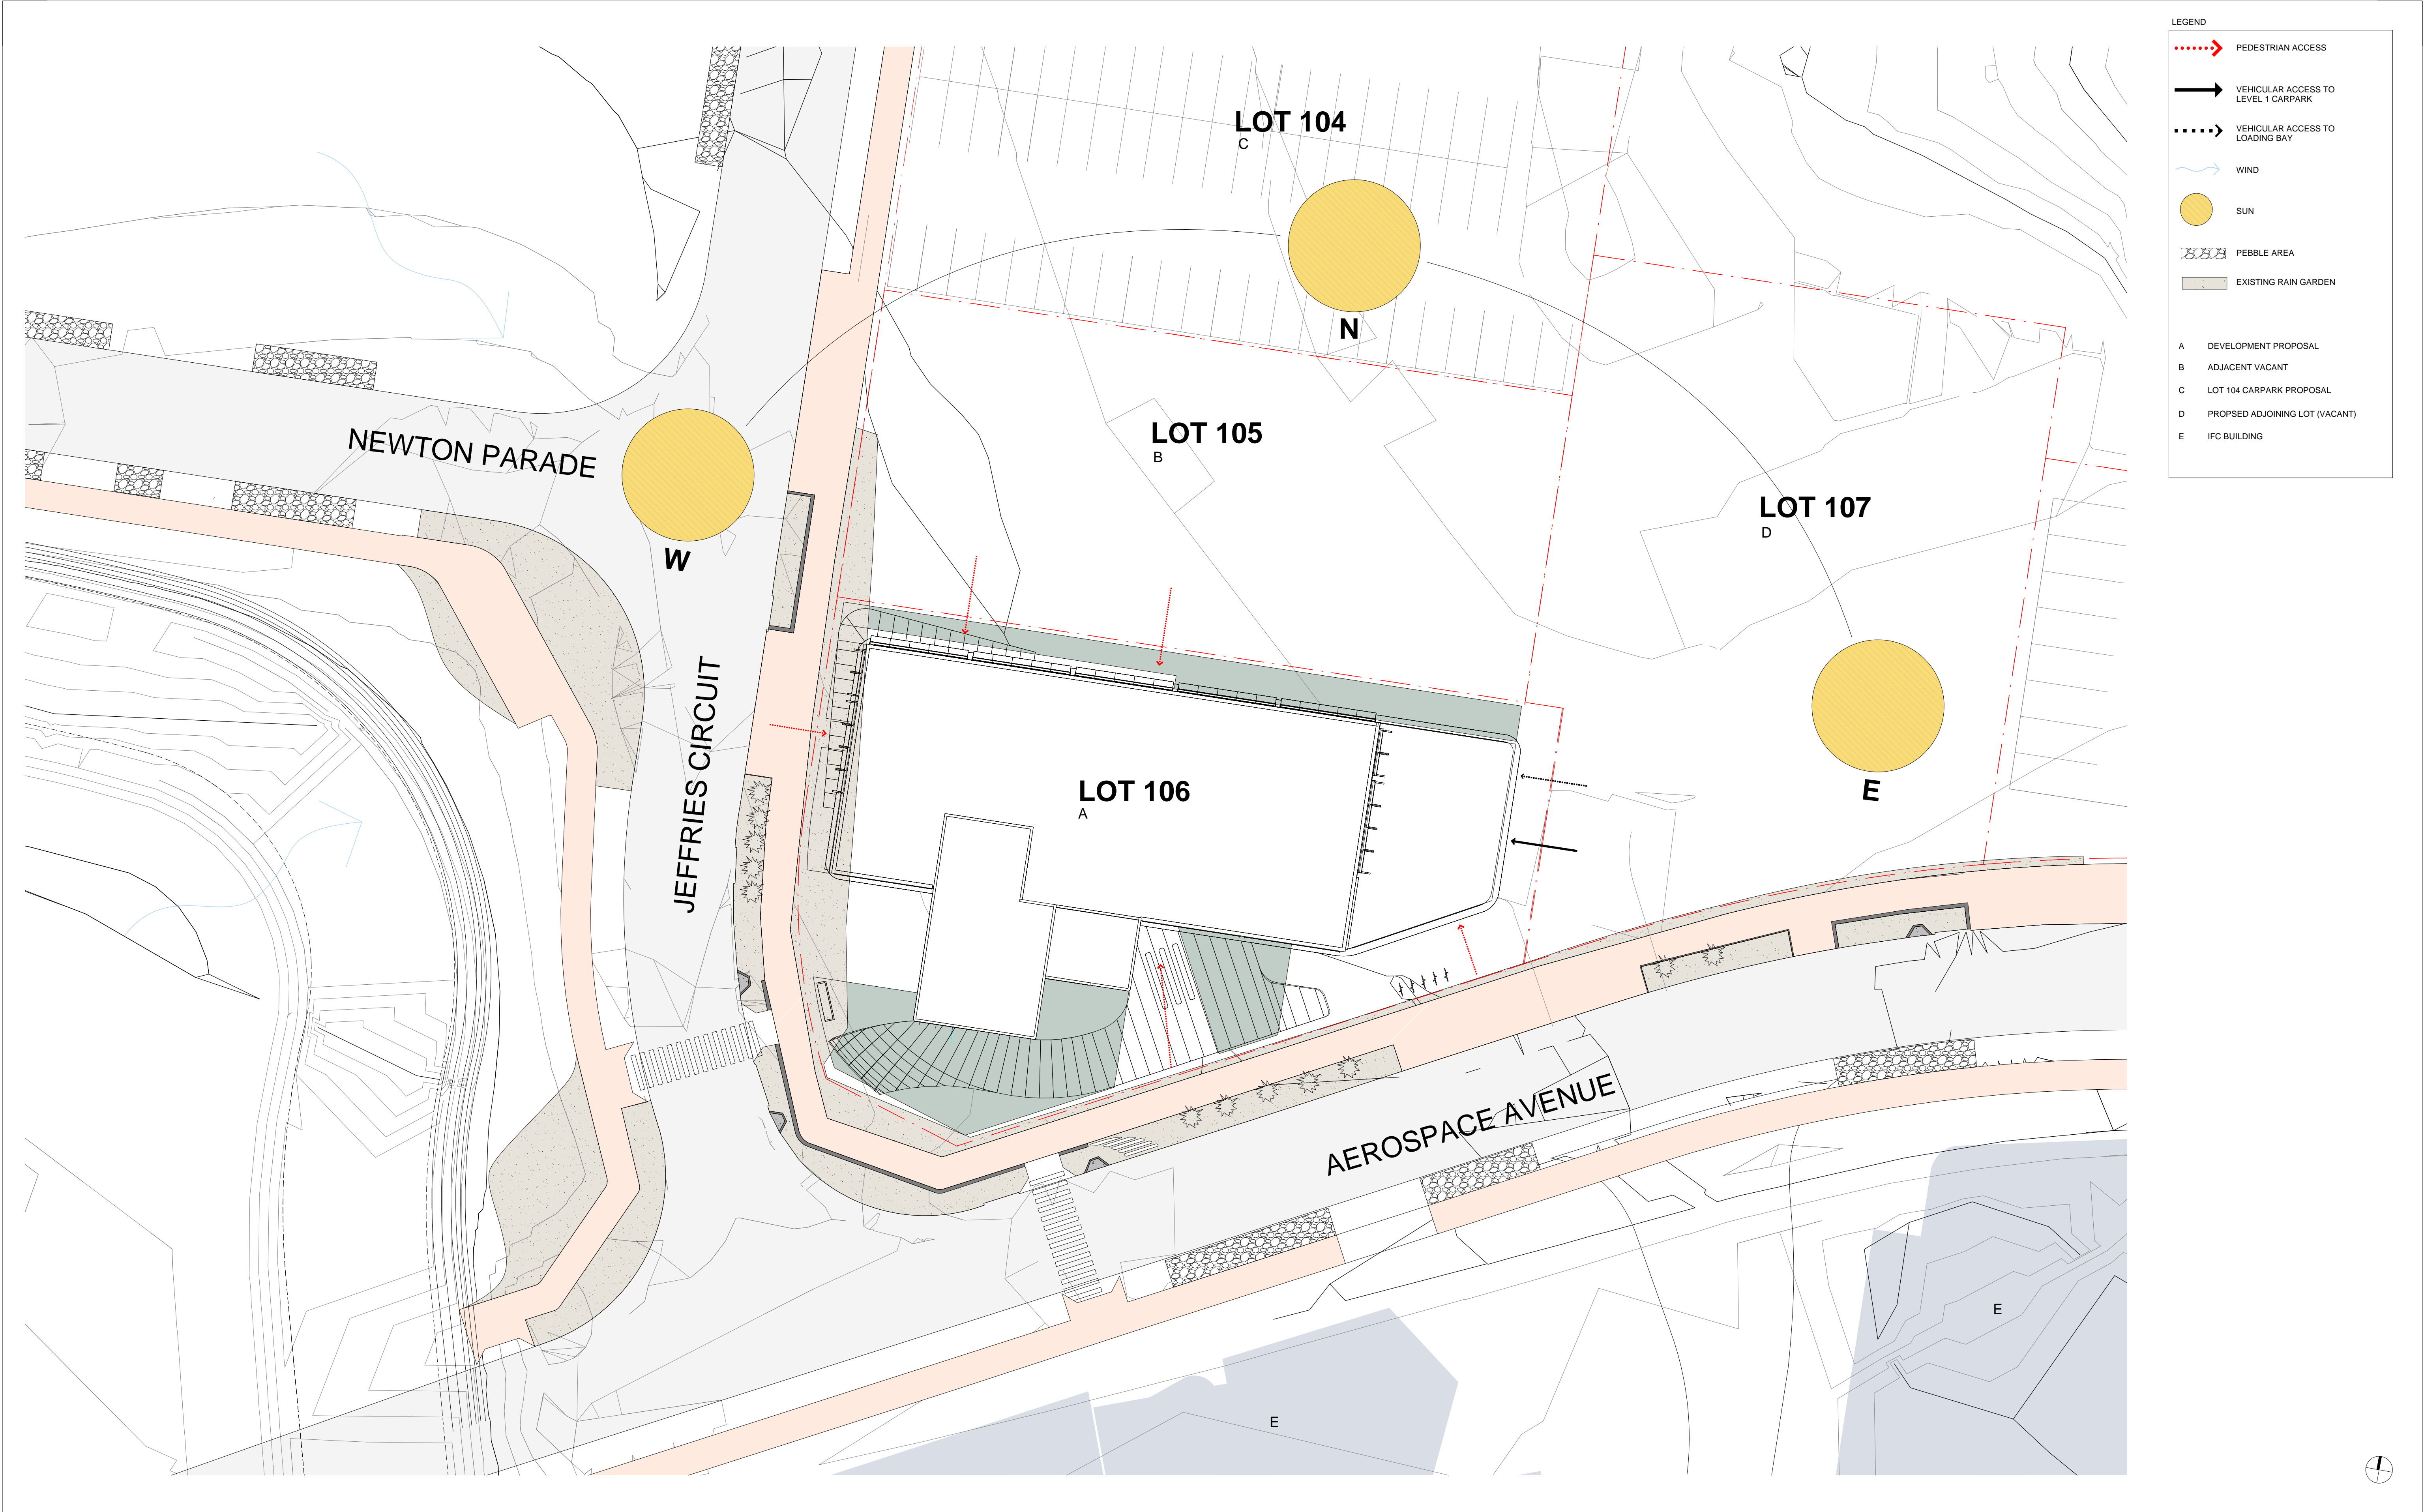 LEGEND
PEDESTRIAN ACCESS
VEHICULAR ACCESS TO
LEVEL 1 CARPARK
VEHICULAR ACCESS TO
LOADING BAY
WIND
SUN
PEBBLE AREA
EXISTING RAIN GARDEN
A DEVELOPMENT PROPOSAL
B ADJACENT VACANT
C LOT 104 CARPARK PROPOSAL
D PROPSED ADJOINING LOT (VACANT)
E IFC BUILDING
LOT 104
C
N
LOT 105
B
NEWTON PARADE
W
LOT 107
D
JEFFRIES CIRCUIT
LOT 106
A
E
AEROSPACE AVENUE
E
E